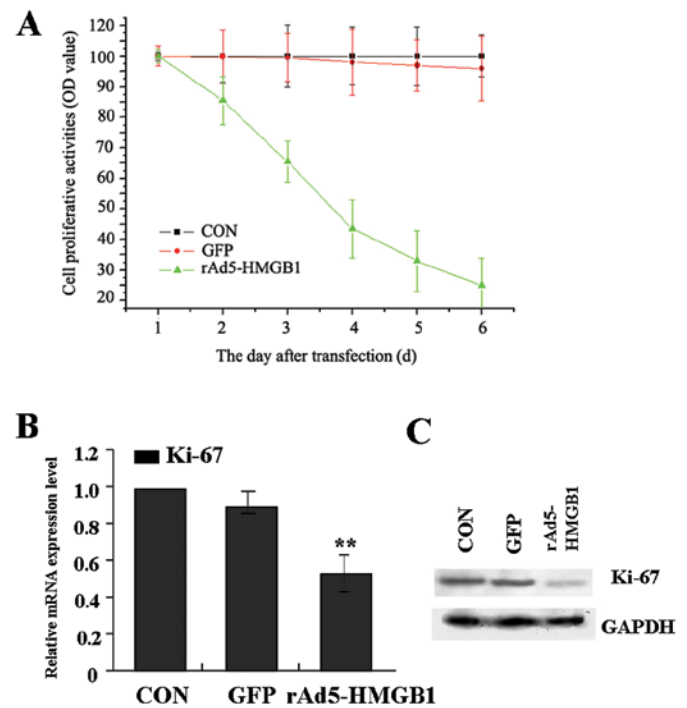 A
Cell proliferative activities (OD value)
120
100
90
80
70
60
50
40
30
20
CON
GFP
rAd5-HMGB1
1 2 3 4 5 6
The day after transfection (d)
B
Relative mRNA expression level
1.2
1.0
0.8
0.6
0.4
0.2
0
Ki-67
**
CON GFP rAd5-HMGB1
C
CON
GFP
rAd5-
HMGB1
Ki-67
GAPDH